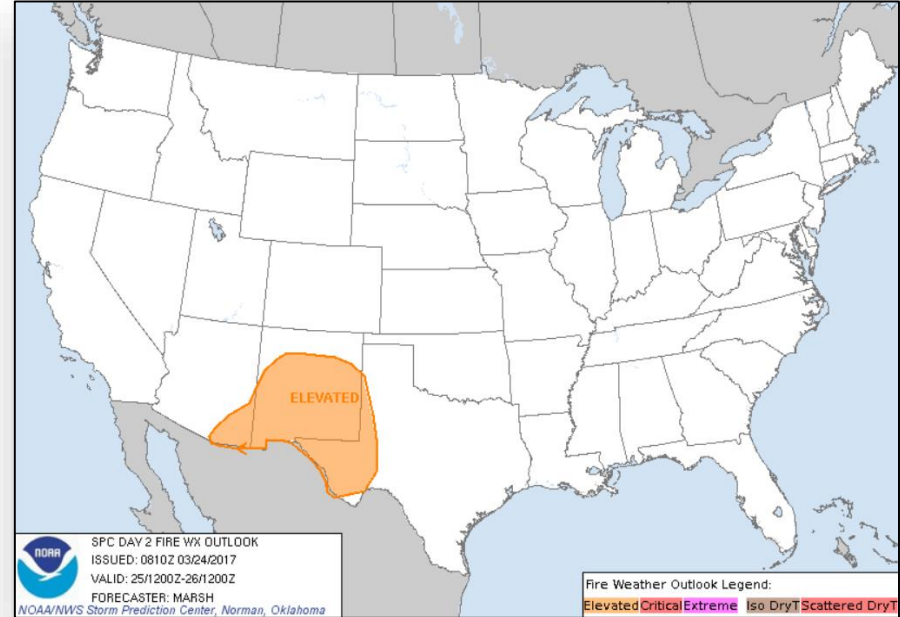 ELEVATED
NOAA
SPC DAY 2 FIRE WX OUTLOOK
ISSUED: 0810Z 03/24/2017
VALID: 25/1200Z-26/1200Z
FORECASTER: MARSH
NOAA/NWS Storm Prediction Center, Norman, Oklahoma
Fire Weather Outlook Legend:
Elevated Critical Extreme Iso DryT Scattered DryT